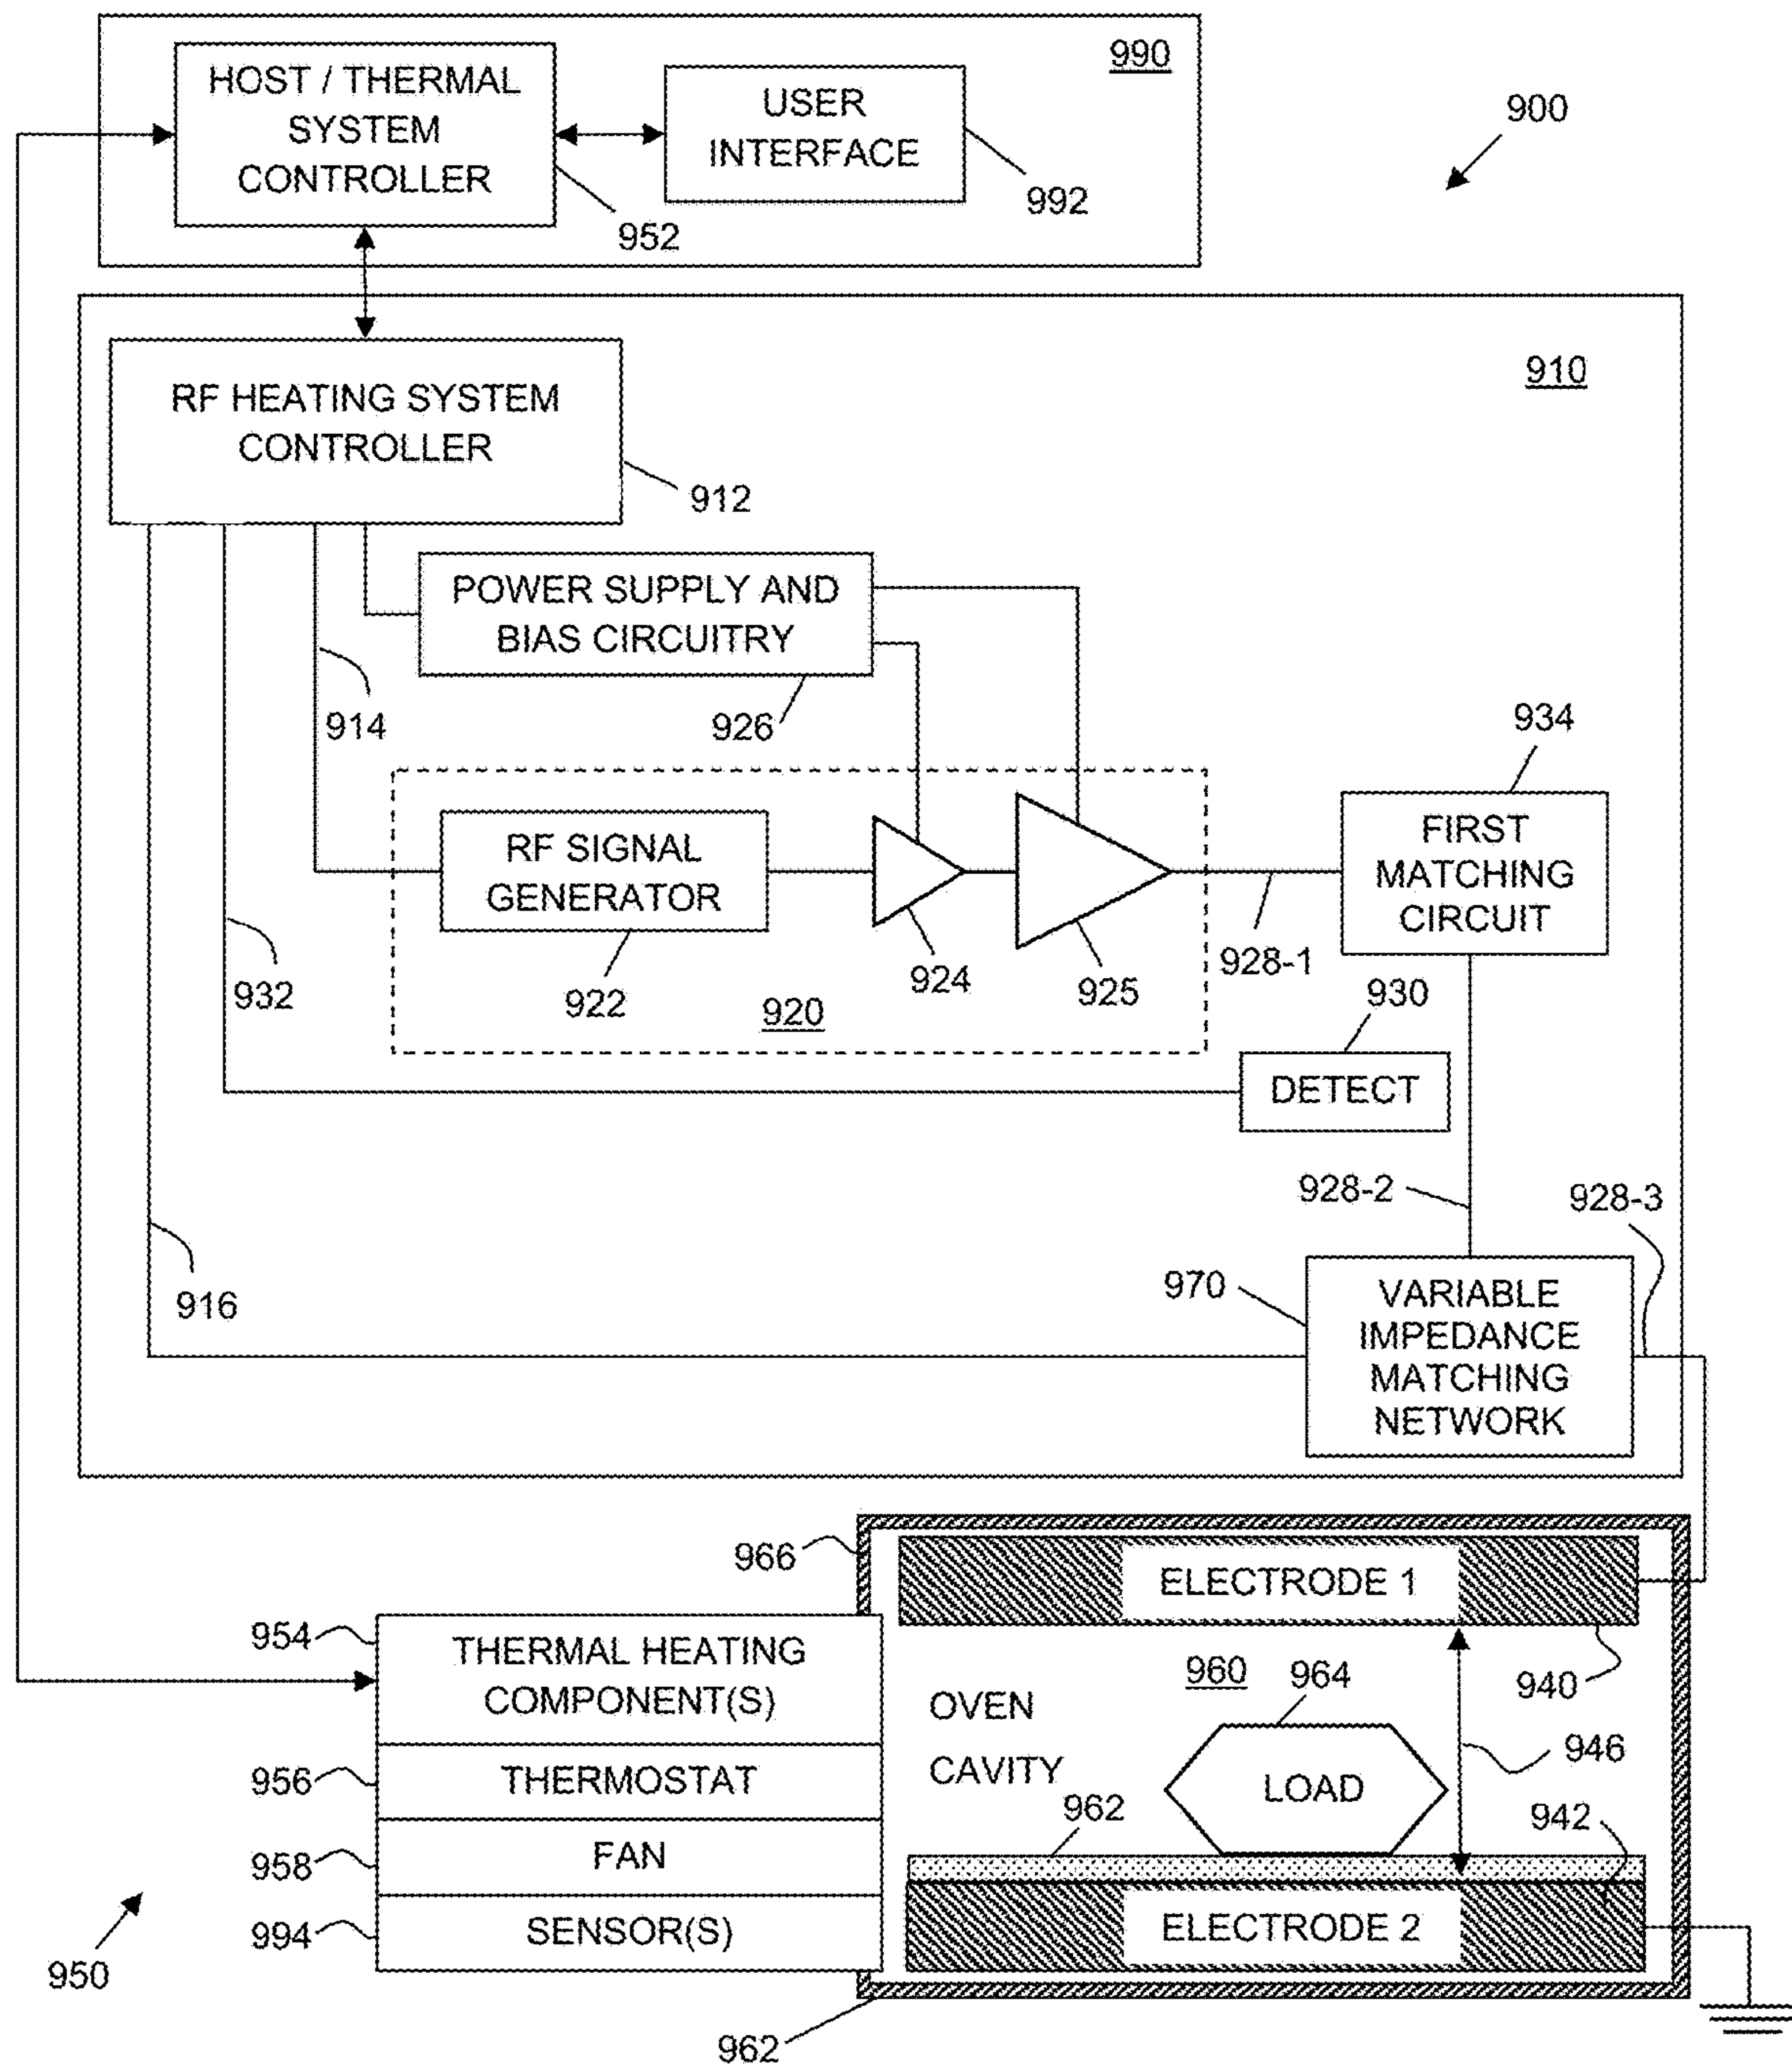 990
HOST / THERMAL
SYSTEM
CONTROLLER
USER
INTERFACE
900
992
952
910
RF HEATING SYSTEM
CONTROLLER
912
POWER SUPPLY AND
BIAS CIRCUITRY
914
926
934
RF SIGNAL
GENERATOR
FIRST
MATCHING
CIRCUIT
932
922
920
924
925
928-1
930
DETECT
928-2
928-3
916
970
VARIABLE
IMPEDANCE
MATCHING
NETWORK
966
ELECTRODE 1
954
THERMAL HEATING
COMPONENT(S)
960
964
940
OVEN
CAVITY
946
956
THERMOSTAT
LOAD
962
942
958
FAN
994
SENSOR(S)
ELECTRODE 2
950
962